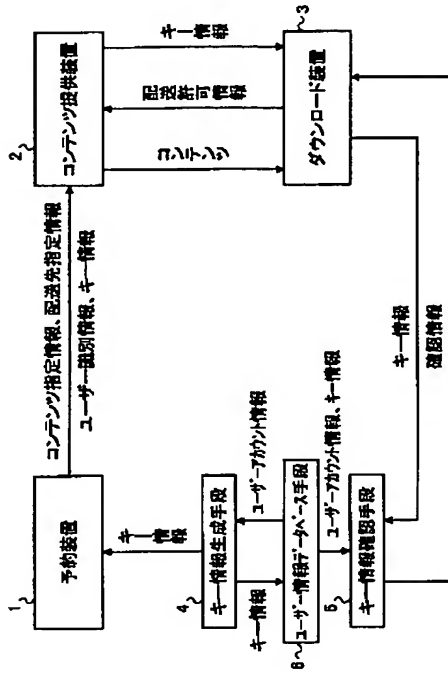 1
予約装置
コンテンツ指定情報、配送先指定情報
ユーザー識別情報、キー情報
2
コンテンツ提供装置
キー情報
配送許可情報
コンテンツ
3
ダウンロード装置
キー情報
4
キー情報生成手段
キー情報
ユーザーアカウント情報
6
ユーザー情報データベース手段
ユーザーアカウント情報、キー情報
5
キー情報確認手段
キー情報
確認情報